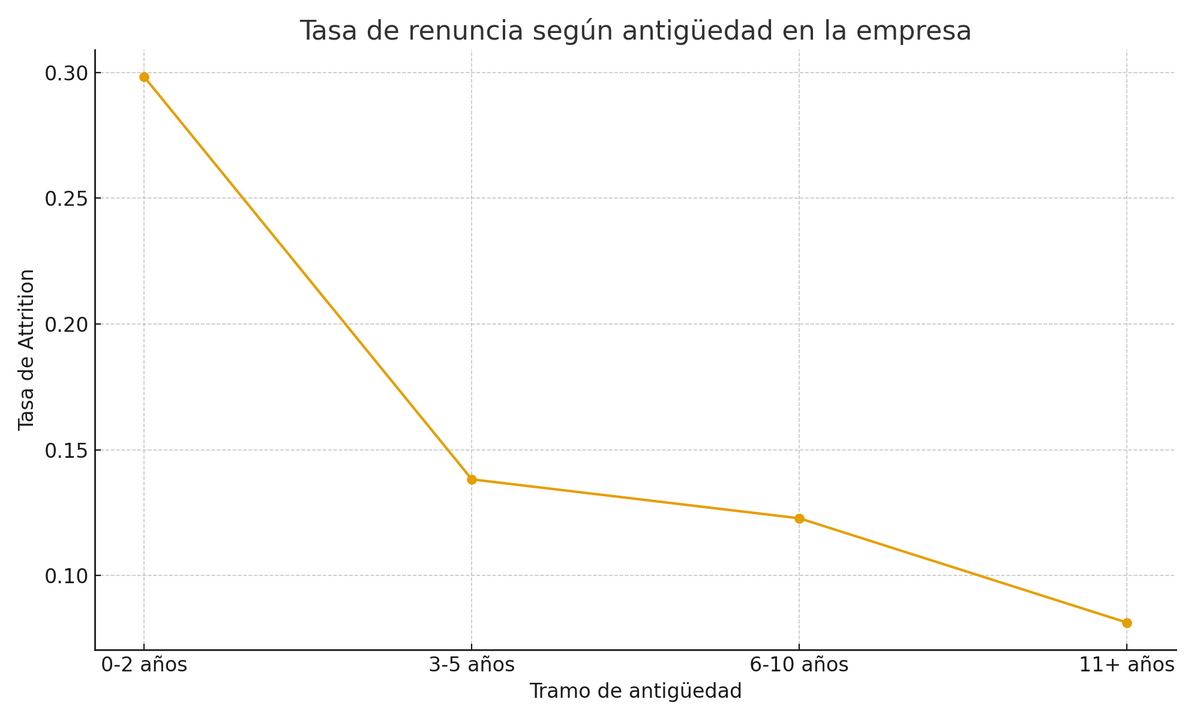 Tasa de renuncia según antigüedad en la empresa
Tasa de Attrition
0.30
0.25
0.20
0.15
0.10
0-2 años 3-5 años 6-10 años 11+ años
Tramo de antigüedad